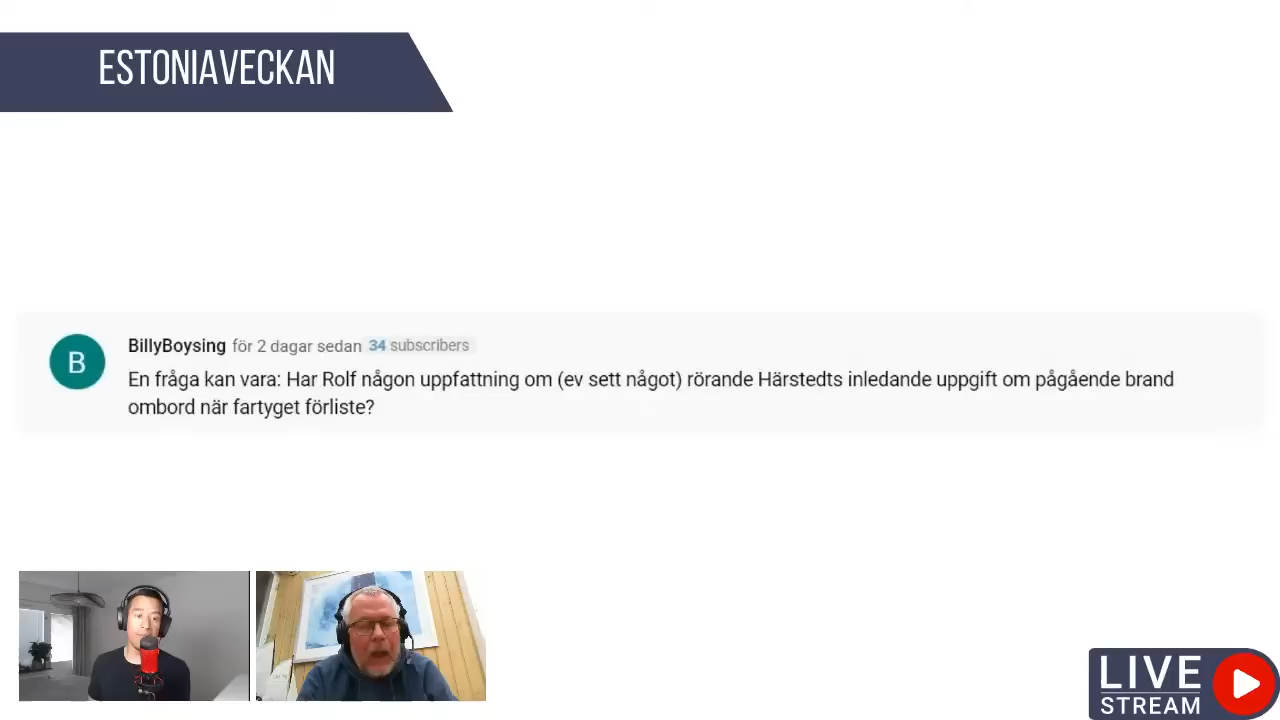 ESTONIAVECKAN
B
BillyBoysing för 2 dagar sedan 34 subscribers
En fråga kan vara: Har Rolf någon uppfattning om (ev sett något) rörande Härstedts inledande uppgift om pågående brand
ombord när fartyget förliste?
LIVE
STREAM